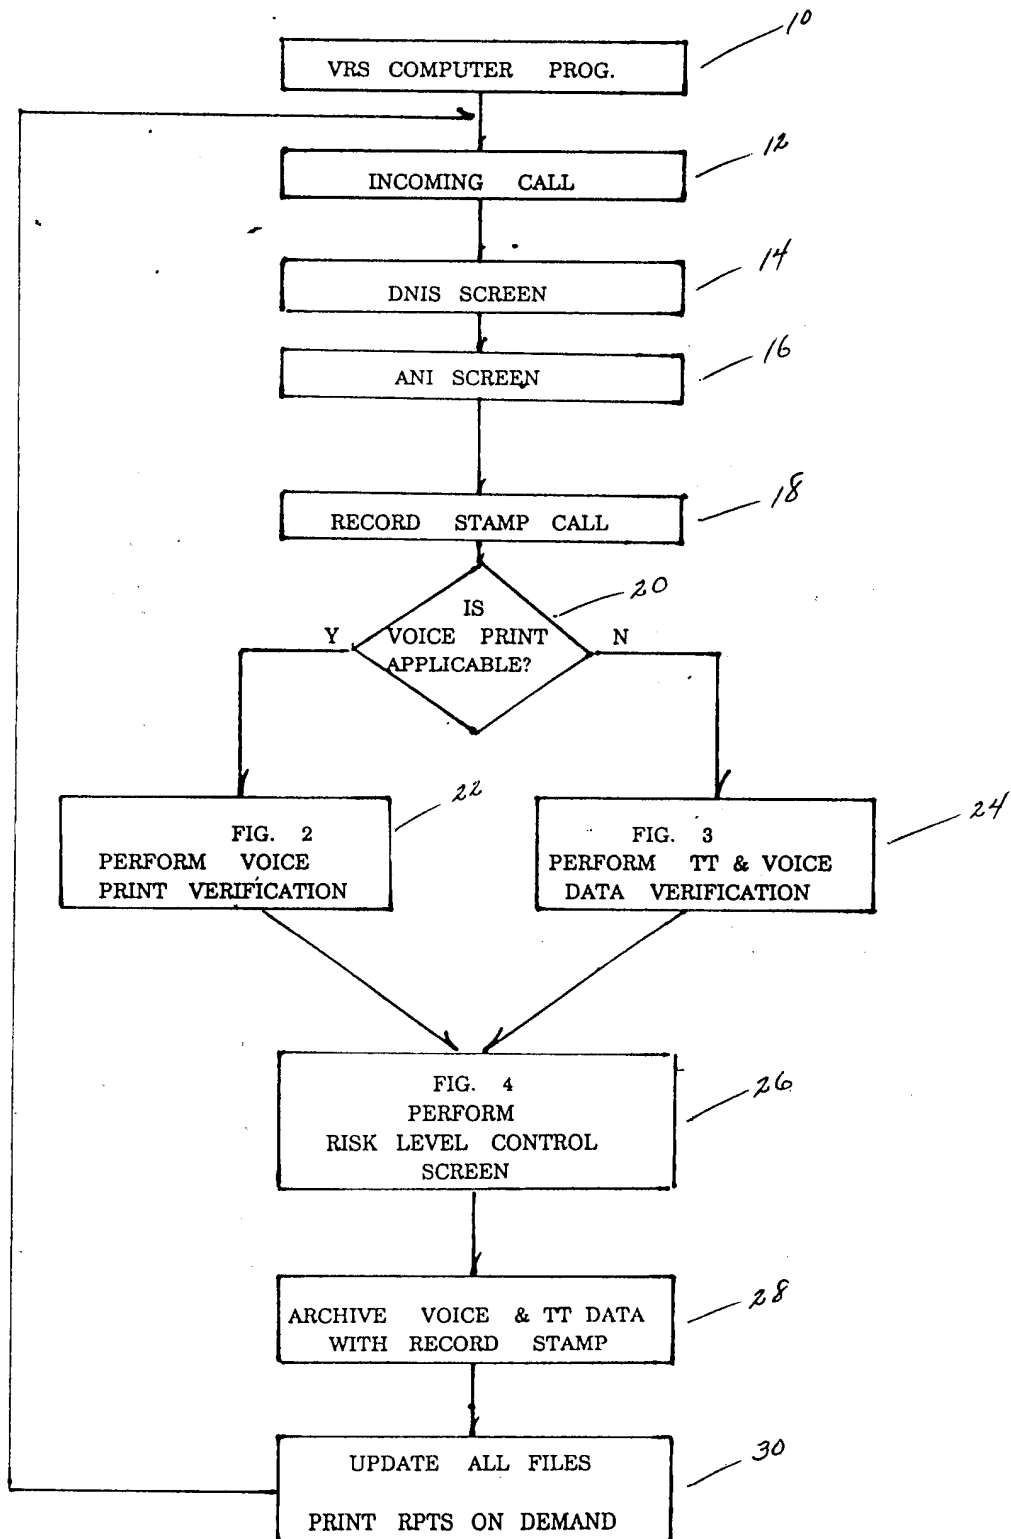 10
VRS COMPUTER PROG.
12
INCOMING CALL
14
DNIS SCREEN
16
ANI SCREEN
18
RECORD STAMP CALL
20
IS
VOICE PRINT
APPLICABLE?
Y
N
22
FIG. 2
PERFORM VOICE
PRINT VERIFICATION
24
FIG. 3
PERFORM TT & VOICE
DATA VERIFICATION
26
FIG. 4
PERFORM
RISK LEVEL CONTROL
SCREEN
28
ARCHIVE VOICE & TT DATA
WITH RECORD STAMP
30
UPDATE ALL FILES
PRINT RPTS ON DEMAND